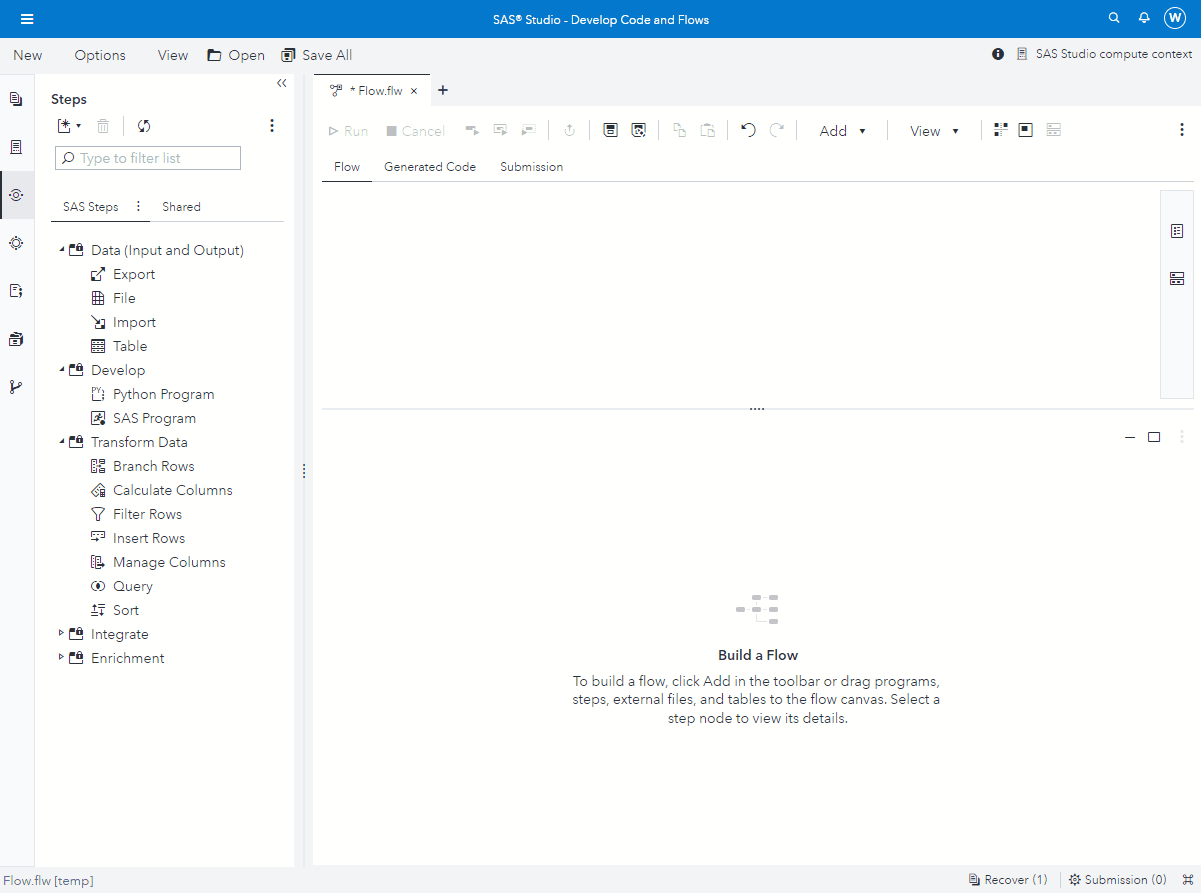 SAS® Studio - Develop Code and Flows
W
New Options View Open Save All
SAS Studio compute context
Steps
* Flow.flw
Run Cancel Add View
Type to filter list
Flow Generated Code Submission
SAS Steps Shared
Data (Input and Output)
Export
File
Import
Table
Develop
Python Program
SAS Program
Transform Data
Branch Rows
Calculate Columns
Filter Rows
Insert Rows
Manage Columns
Query
Sort
Integrate
Enrichment
Build a Flow
To build a flow, click Add in the toolbar or drag programs,
steps, external files, and tables to the flow canvas. Select a
step node to view its details.
Flow.flw [temp]
Recover (1) Submission (0)